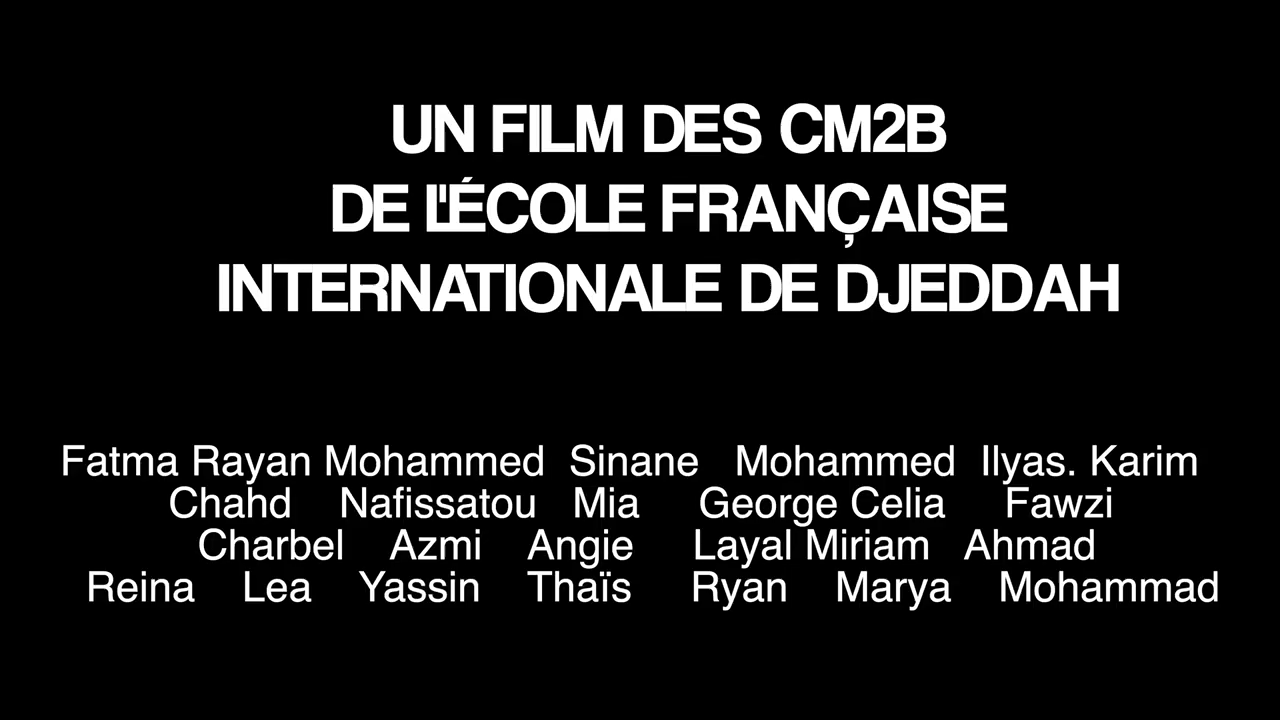 UN FILM DES CM2B
DE L'ÉCOLE FRANÇAISE
INTERNATIONALE DE DJEDDAH
Fatma Rayan Mohammed Sinane Mohammed Ilyas. Karim
Chahd Nafissatou Mia George Celia Fawzi
Charbel Azmi Angie Layal Miriam Ahmad
Reina Lea Yassin Thaïs Ryan Marya Mohammad